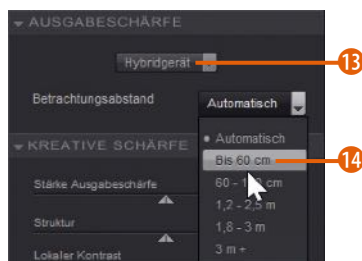 AUSGABESCHÄRFE
Hybridgerät
13
Betrachtungsabstand
Automatisch
Automatisch
KREATIVE SCHÄRFE
Bis 60 cm
14
Stärke Ausgabeschärfe
60 - cm
1,2 - 2,5 m
Struktur
1,8 - 3 m
Lokaler Kontrast
3 m +